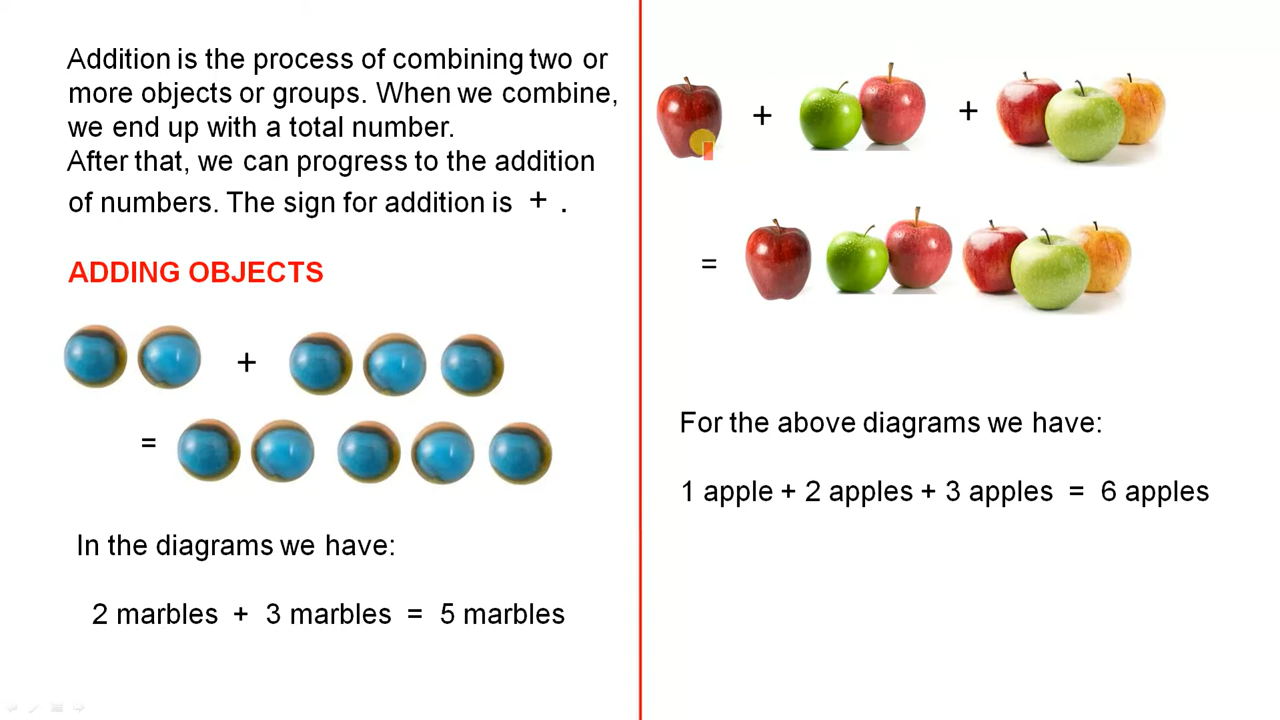 Addition is the process of combining two or
more objects or groups. When we combine,
we end up with a total number.
After that, we can progress to the addition
of numbers. The sign for addition is + .
ADDING OBJECTS
+
=
In the diagrams we have:
2 marbles + 3 marbles = 5 marbles
+ +
=
For the above diagrams we have:
1 apple + 2 apples + 3 apples = 6 apples